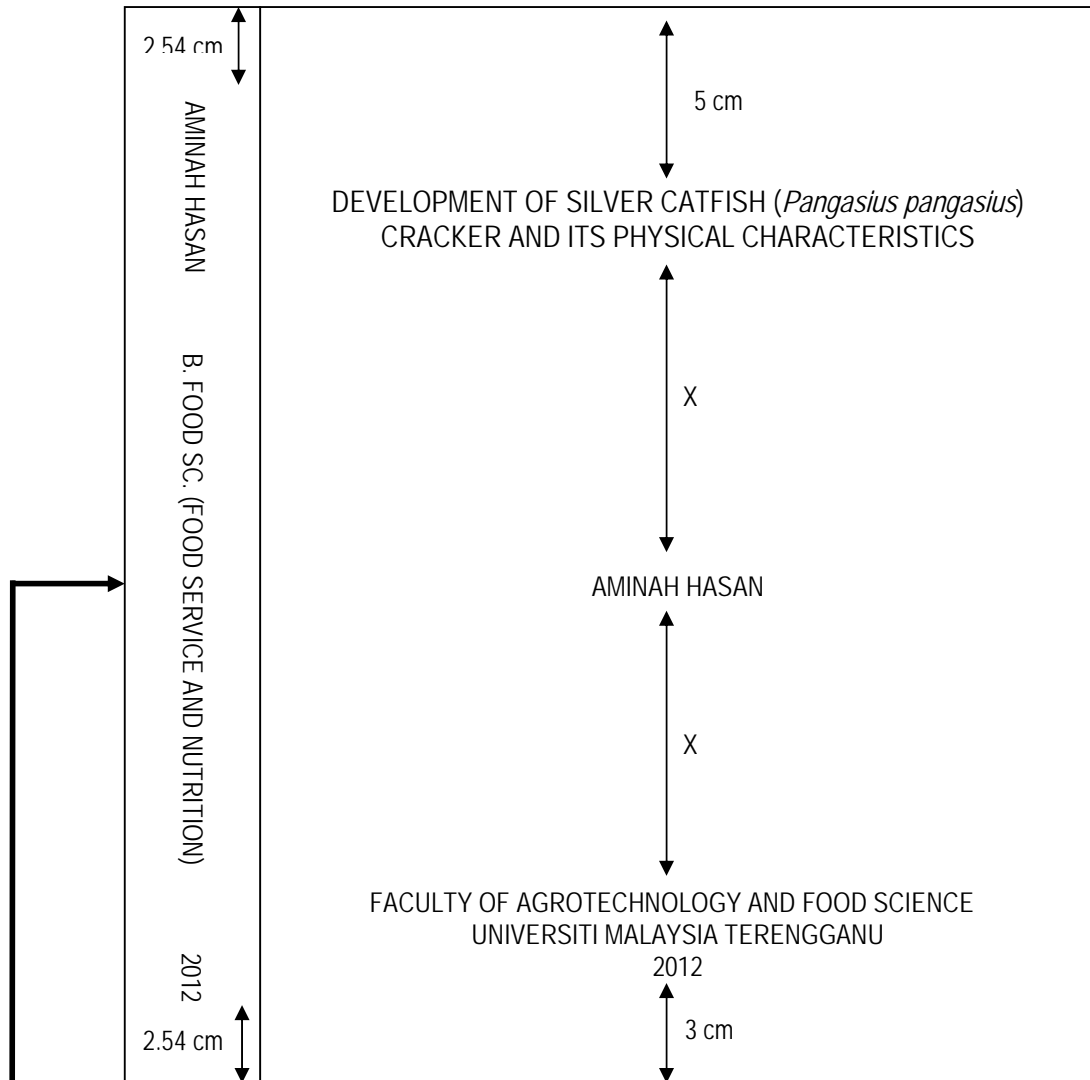 2.54 cm
AMINAH HASAN
B. FOOD SC. (FOOD SERVICE AND NUTRITION)
2012
2.54 cm
5 cm
DEVELOPMENT OF SILVER CATFISH (Pangasius pangasius)
CRACKER AND ITS PHYSICAL CHARACTERISTICS
X
AMINAH HASAN
X
FACULTY OF AGROTECHNOLOGY AND FOOD SCIENCE
UNIVERSITI MALAYSIA TERENGGANU
2012
3 cm